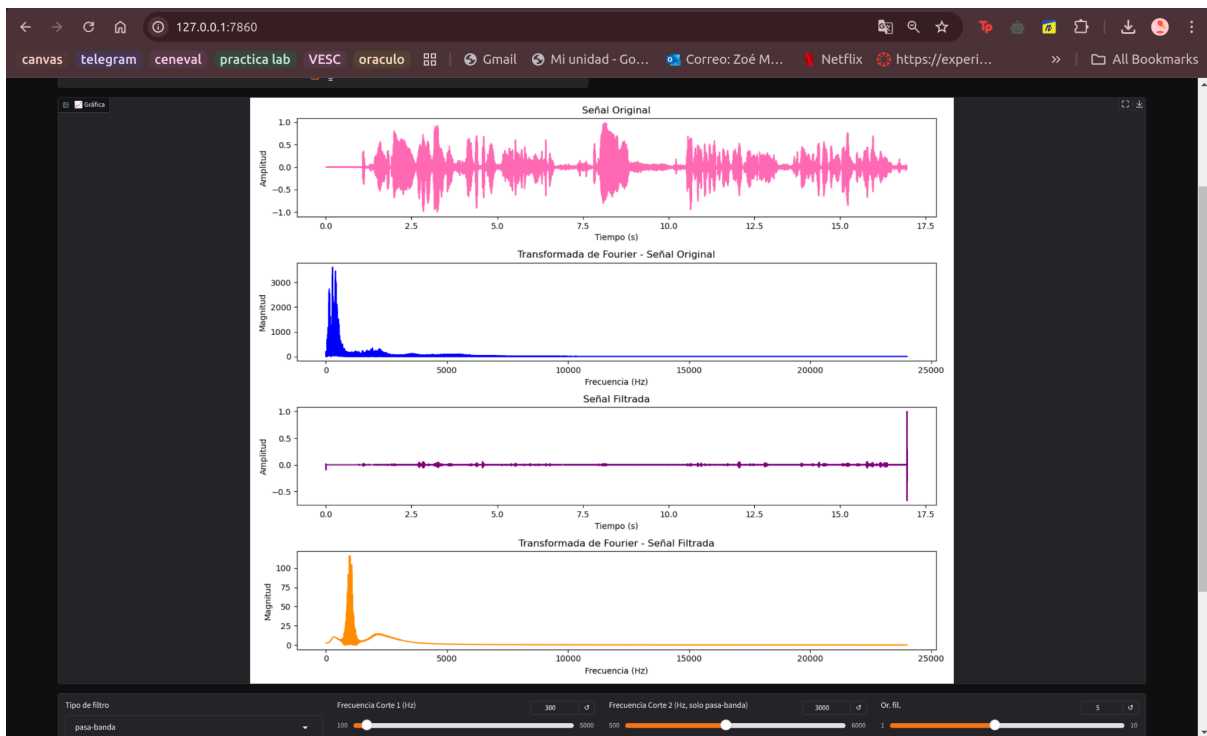 127.0.0.1:7860
canvas telegram ceneval practica lab VESC oraculo Gmail Mi unidad - Go... Correo: Zoé M... Netflix https://experi... » All Bookmarks
Gráfica
Señal Original
1.0
0.5
0.0
−0.5
−1.0
Amplitud
0.0 2.5 5.0 7.5 10.0 12.5 15.0 17.5
Tiempo (s)
Transformada de Fourier - Señal Original
3000
2000
1000
0
Magnitud
0 5000 10000 15000 20000 25000
Frecuencia (Hz)
Señal Filtrada
1.0
0.5
0.0
−0.5
Amplitud
0.0 2.5 5.0 7.5 10.0 12.5 15.0 17.5
Tiempo (s)
Transformada de Fourier - Señal Filtrada
100
75
50
25
0
Magnitud
0 5000 10000 15000 20000 25000
Frecuencia (Hz)
Tipo de filtro Frecuencia Corte 1 (Hz) 300 Frecuencia Corte 2 (Hz, solo pasa-banda) 3000 Or. fil. 5
pasa-banda 100 5000 500 6000 1 10